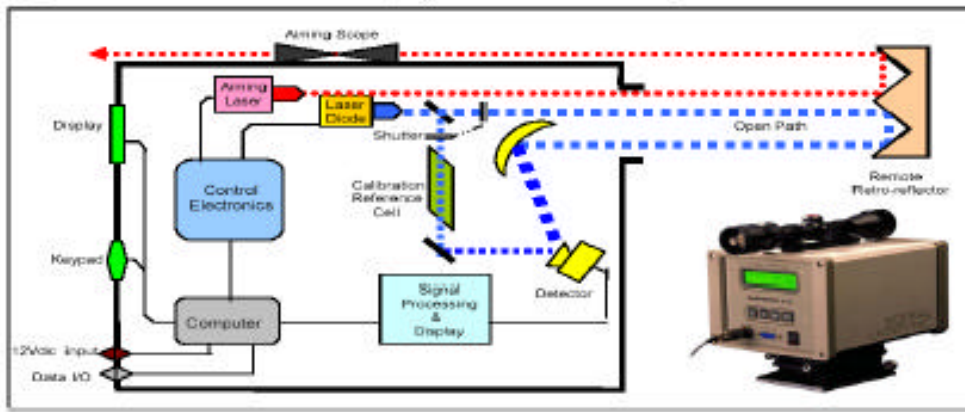 Aiming Scope
Aiming
Laser
Laser
Diode
Display
Shutter
Open Path
Remote
Retro-reflector
Control
Electronics
Calibration
Reference
Cell
Keypad
Detector
Signal
Processing
&
Display
Computer
12Vdc input
Data I/O